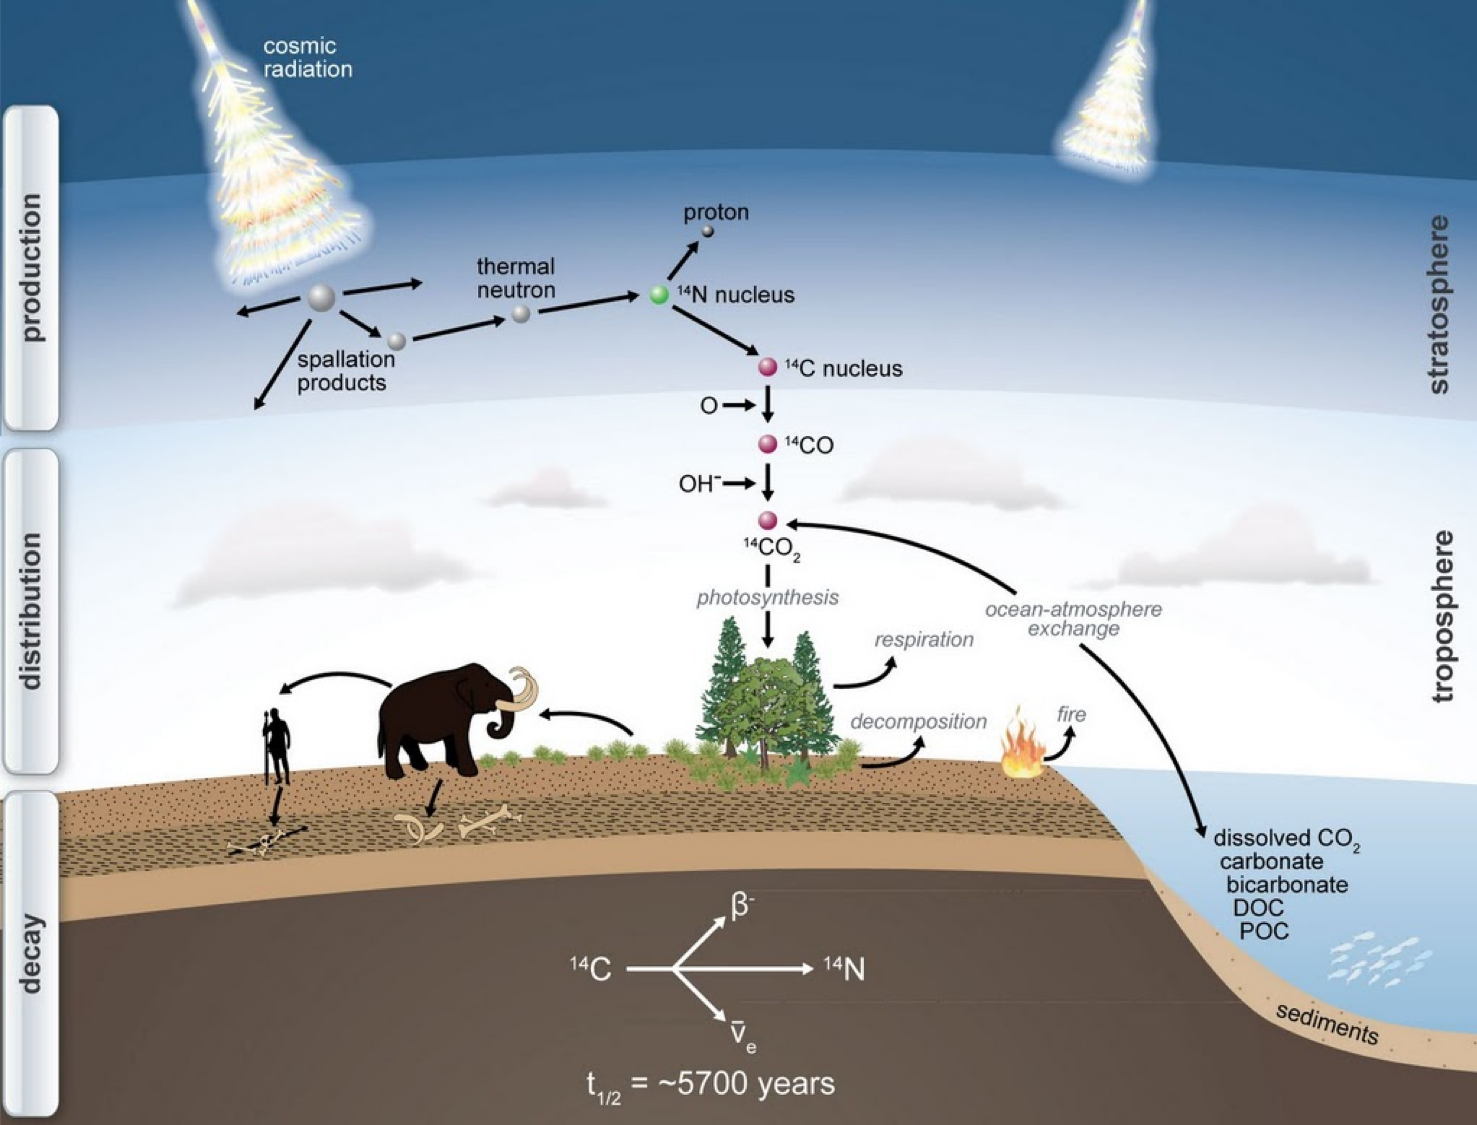 cosmic
radiation
production
stratosphere
proton
thermal
neutron
¹⁴N nucleus
spallation
products
¹⁴C nucleus
O
¹⁴CO
OH⁻
¹⁴CO₂
distribution
troposphere
photosynthesis
ocean-atmosphere
exchange
respiration
decomposition
fire
dissolved CO₂
carbonate
bicarbonate
DOC
POC
decay
β⁻
¹⁴C
¹⁴N
ν̅ₑ
sediments
t₁/₂ = ~5700 years